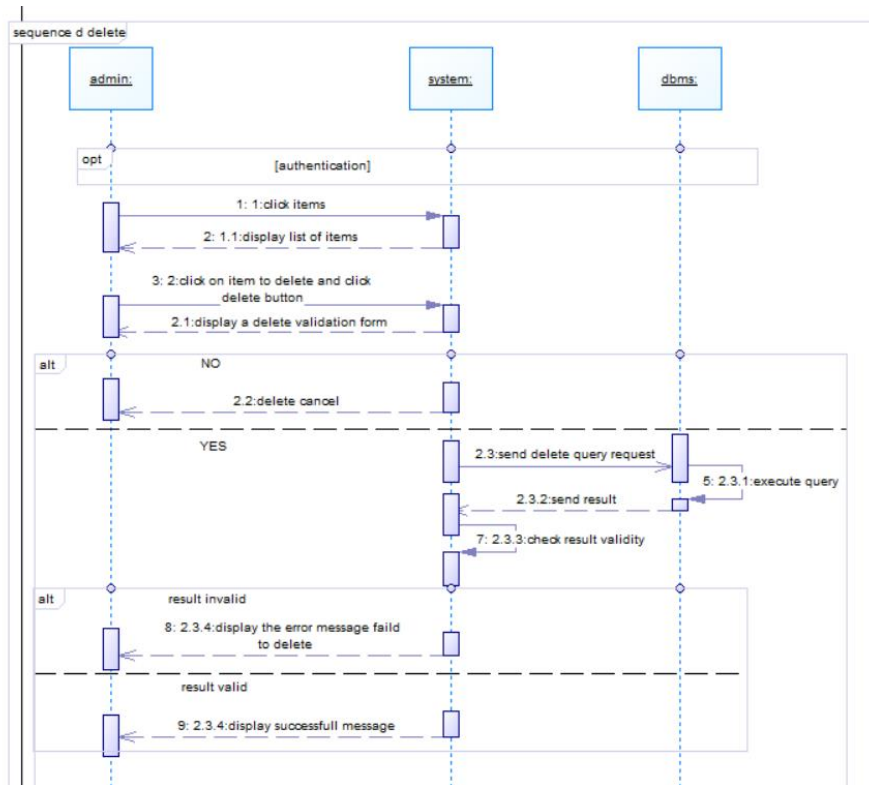 sequence d delete
admin:
system:
dbms:
opt
[authentication]
1: 1:click items
2: 1.1:display list of items
3: 2:click on item to delete and click
delete button
2.1:display a delete validation form
alt
NO
2.2:delete cancel
YES
2.3:send delete query request
5: 2.3.1:execute query
2.3.2:send result
7: 2.3.3:check result validity
alt
result invalid
8: 2.3.4:display the error message faild
to delete
result valid
9: 2.3.4:display successfull message